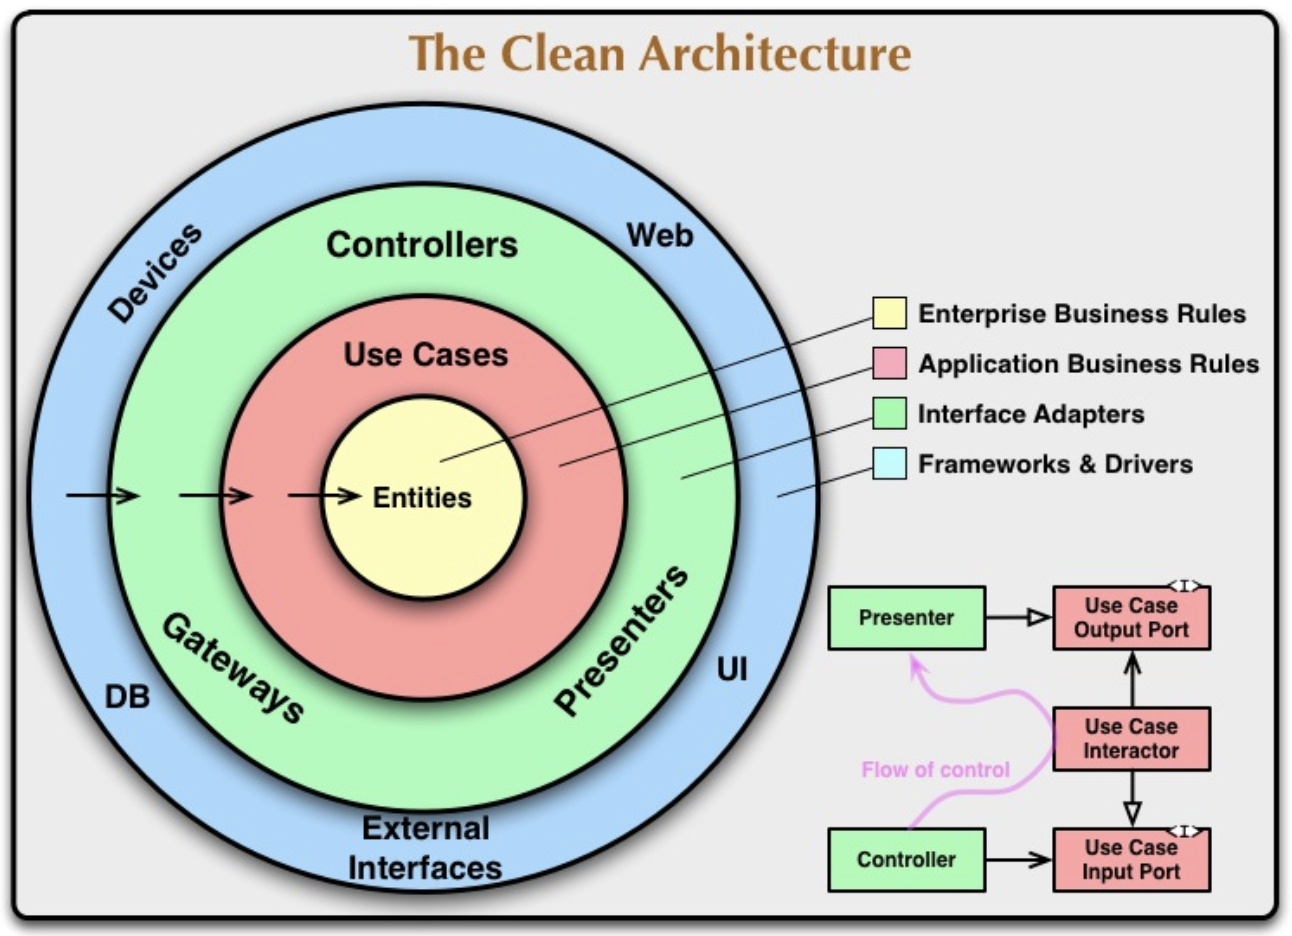 The Clean Architecture
Devices
Controllers
Web
Use Cases
Entities
Gateways
Presenters
DB
UI
External
Interfaces
Enterprise Business Rules
Application Business Rules
Interface Adapters
Frameworks & Drivers
Presenter
<I>
Use Case
Output Port
Use Case
Interactor
Flow of control
Controller
<I>
Use Case
Input Port